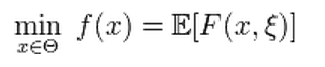 min f(x) = 𝔼[F(x, ξ)]
x∈Θ